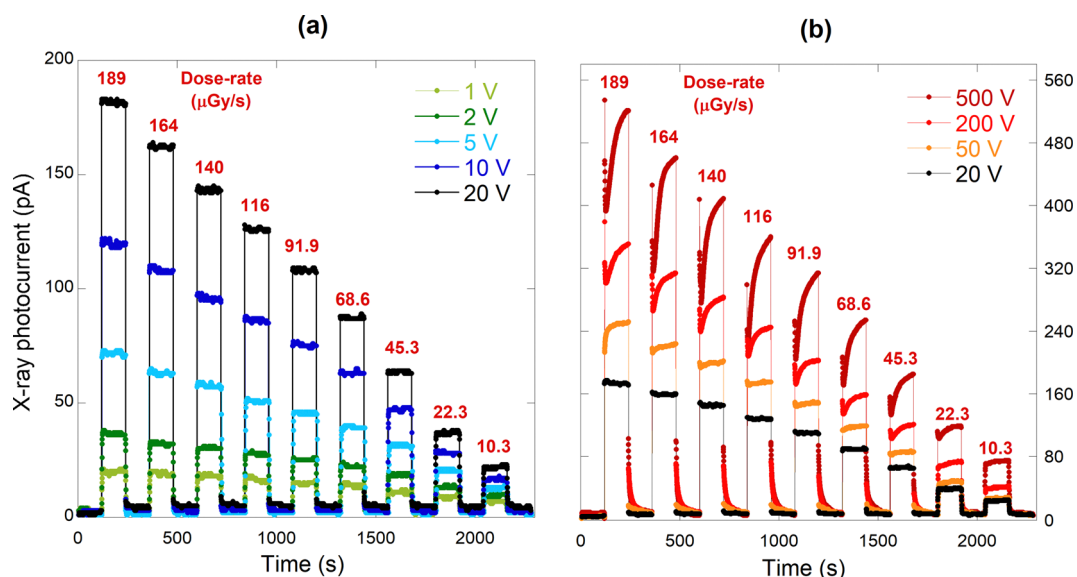 (a)
200
150
100
50
0
X-ray photocurrent (pA)
189
164
140
116
91.9
68.6
45.3
22.3
10.3
Dose-rate
(μGy/s)
1 V
2 V
5 V
10 V
20 V
0
500
1000
1500
2000
Time (s)
(b)
189
164
140
116
91.9
68.6
45.3
22.3
10.3
Dose-rate
(μGy/s)
500 V
200 V
50 V
20 V
560
480
400
320
240
160
80
0
0
500
1000
1500
2000
Time (s)